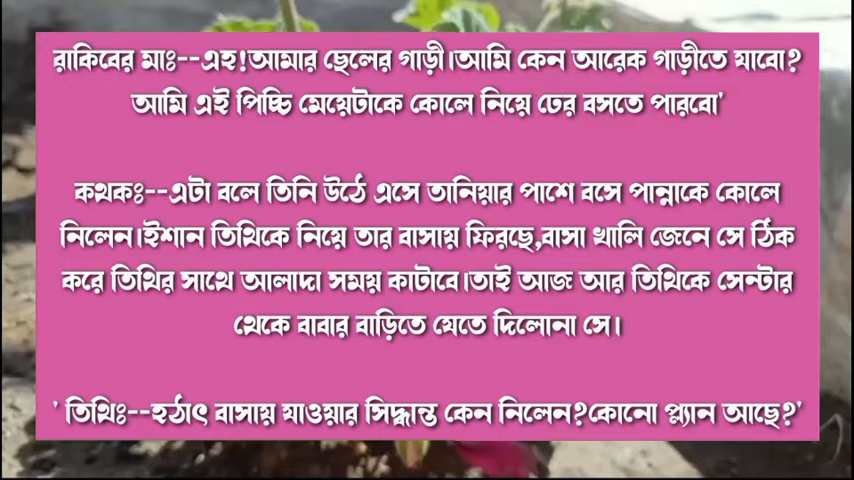 রাকিবের মাঃ--এহ!আমার ছেলের গাড়ী।আমি কেন আরেক গাড়ীতে যাবো?
আমি এই পিচ্চি মেয়েটাকে কোলে নিয়ে ঢের বসতে পারবো'
কথকঃ--এটা বলে তিনি উঠে এসে তানিয়ার পাশে বসে পান্নাকে কোলে
নিলেন।ইশান তিথিকে নিয়ে তার বাসায় ফিরছে,বাসা খালি জেনে সে ঠিক
করে তিথির সাথে আলাদা সময় কাটাবে।তাই আজ আর তিথিকে সেন্টার
থেকে বাবার বাড়িতে যেতে দিলোনা সে।
' তিথিঃ--হঠাৎ বাসায় যাওয়ার সিদ্ধান্ত কেন নিলেন?কোনো প্ল্যান আছে?'